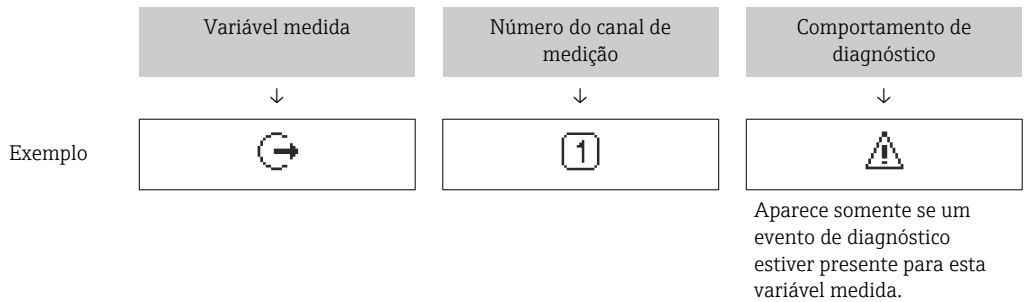 Variável medida
Número do canal de
medição
Comportamento de
diagnóstico
↓ ↓ ↓
Exemplo
1
Aparece somente se um
evento de diagnóstico
estiver presente para esta
variável medida.